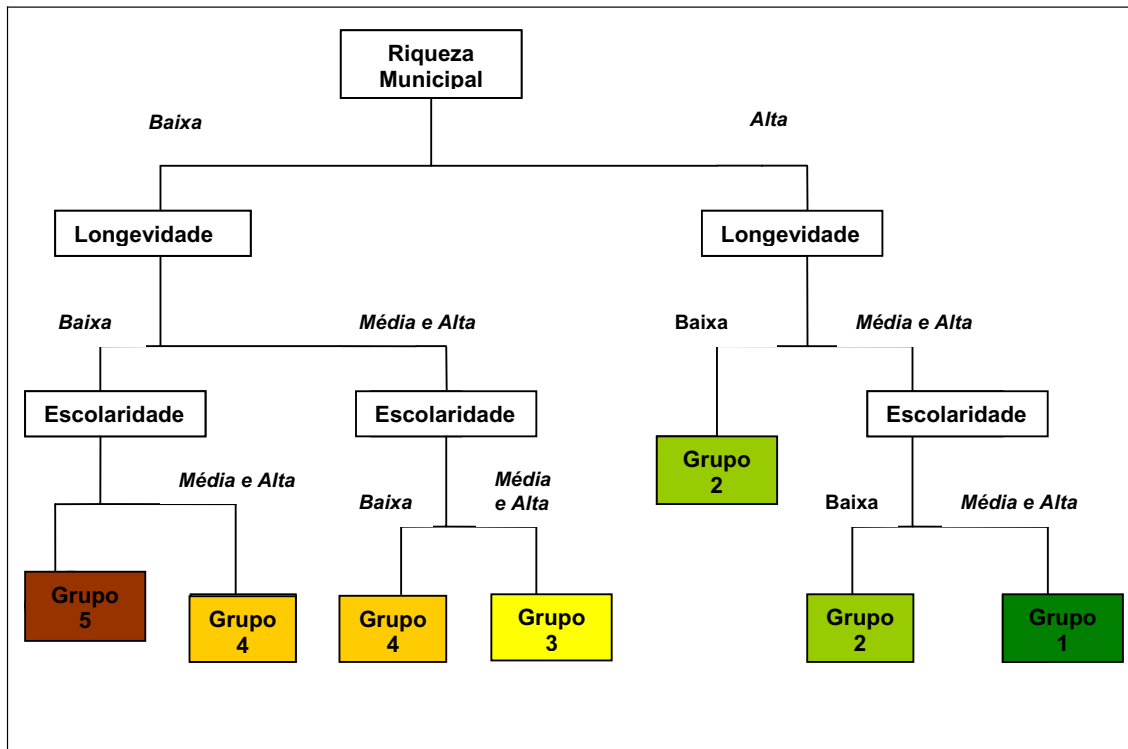 Riqueza
Municipal
Baixa
Alta
Longevidade
Longevidade
Baixa
Média e Alta
Baixa
Média e Alta
Escolaridade
Escolaridade
Escolaridade
Grupo
2
Média e Alta
Baixa
Média
e Alta
Baixa
Média e Alta
Grupo
5
Grupo
4
Grupo
4
Grupo
3
Grupo
2
Grupo
1